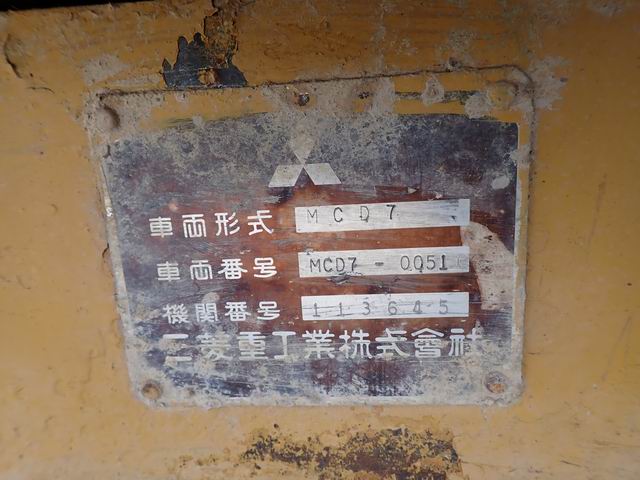 車両形式 MCD7
車両番号 MCD7-0051
機関番号 113645
三菱重工業株式會社